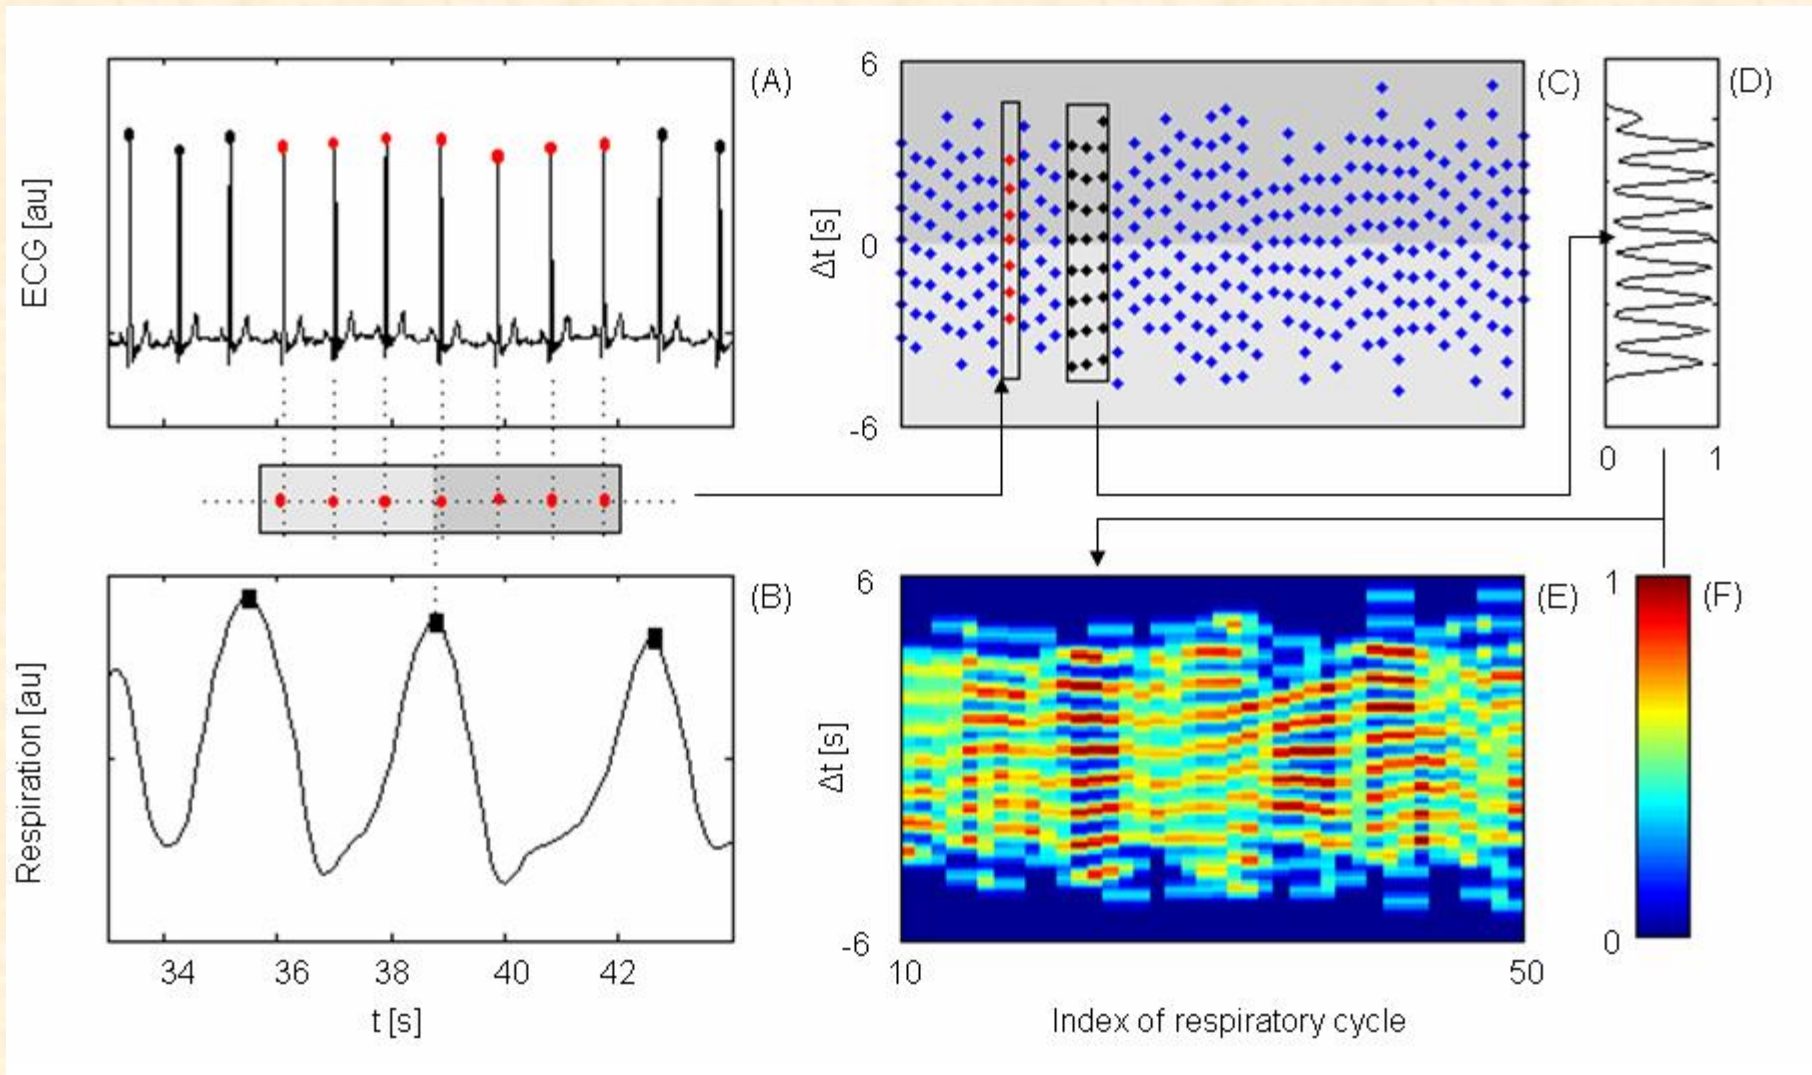 ECG [au]
(A)
6
0
-6
Δt [s]
(C)
(D)
0
1
Respiration [au]
(B)
34
36
38
40
42
t [s]
6
-6
Δt [s]
(E)
10
50
Index of respiratory cycle
1
0
(F)